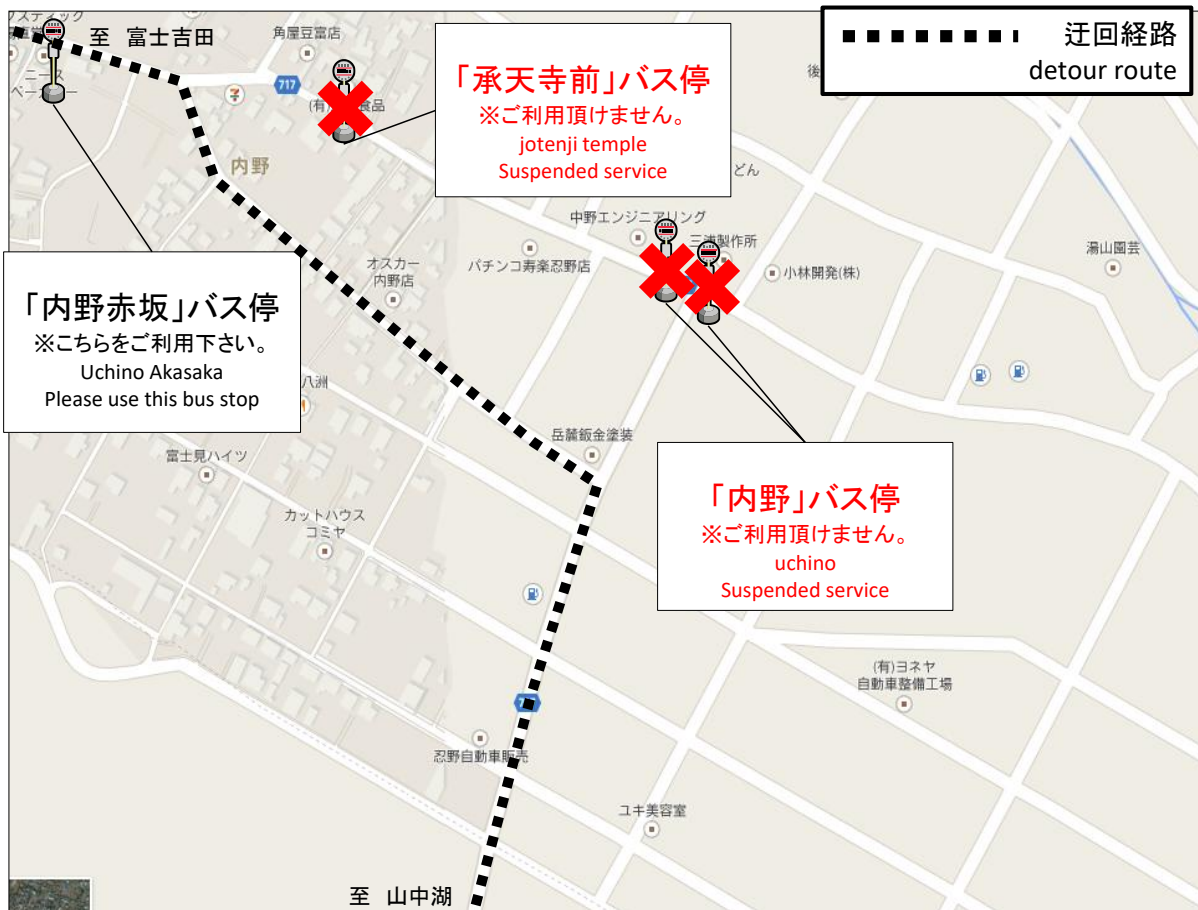 至 富士吉田
角屋豆富店
717
内野
迂回経路
detour route
「承天寺前」バス停
※ご利用頂けません。
jotenji temple
Suspended service
中野エンジニアリング
三浦製作所
小林開発(株)
湯山園芸
パチンコ寿楽忍野店
オスカー
内野店
「内野赤坂」バス停
※こちらをご利用下さい。
Uchino Akasaka
Please use this bus stop
八洲
富士見ハイツ
岳麓鈑金塗装
カットハウス
コミヤ
「内野」バス停
※ご利用頂けません。
uchino
Suspended service
(有)ヨネヤ
自動車整備工場
忍野自動車販売
ユキ美容室
至 山中湖